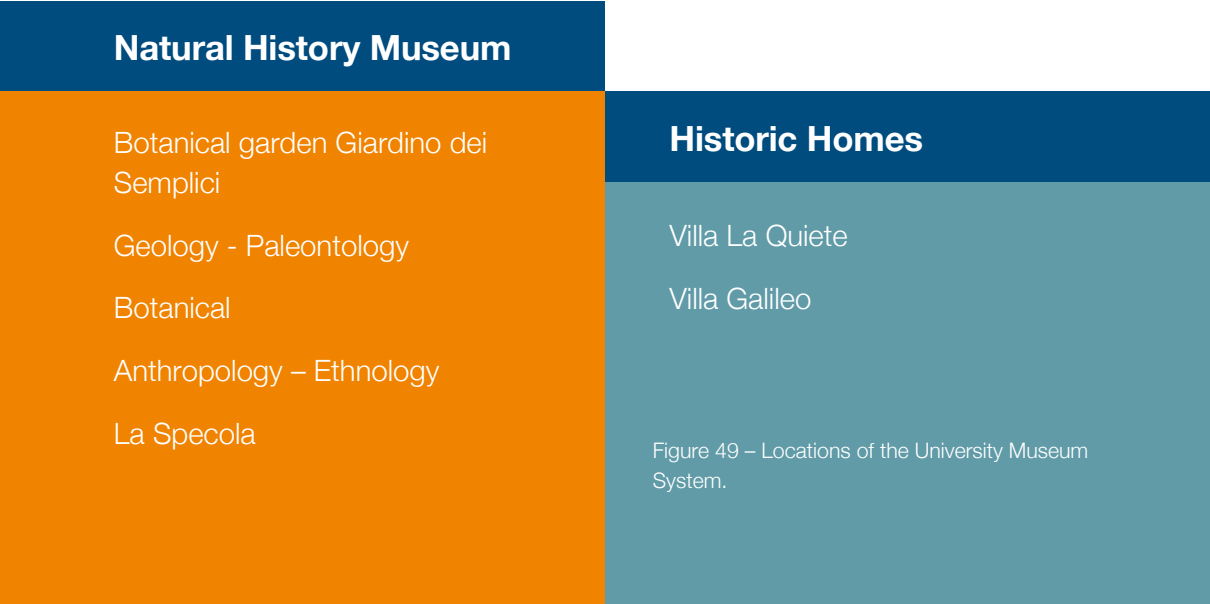 Natural History Museum
Botanical garden Giardino dei
Semplici
Geology - Paleontology
Botanical
Anthropology – Ethnology
La Specola
Historic Homes
Villa La Quiete
Villa Galileo
Figure 49 – Locations of the University Museum
System.